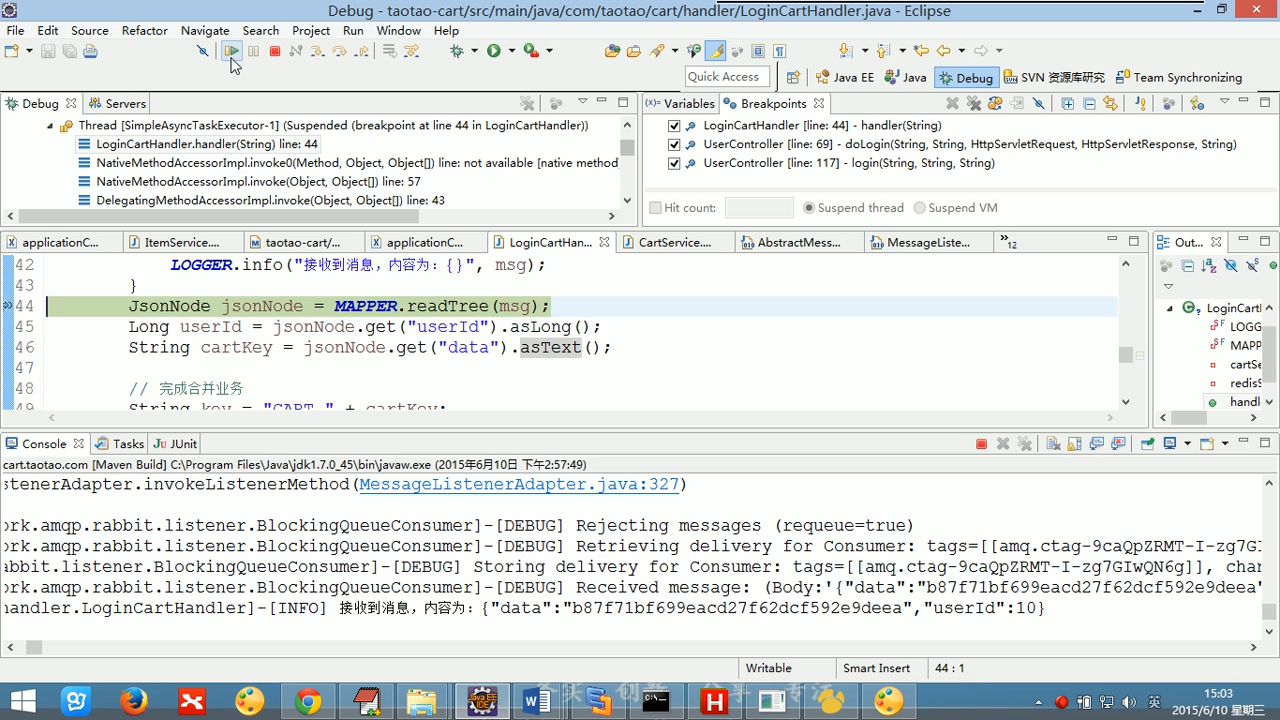 Debug - taotao-cart/src/main/java/com/taotao/cart/handler/LoginCartHandler.java - Eclipse
File Edit Source Refactor Navigate Search Project Run Window Help
Quick Access
Java EE
Java
Debug
SVN 资源库研究
Team Synchronizing
Debug
Servers
Thread [SimpleAsyncTaskExecutor-1] (Suspended (breakpoint at line 44 in LoginCartHandler))
LoginCartHandler.handler(String) line: 44
NativeMethodAccessorImpl.invoke0(Method, Object, Object[]) line: not available [native method
NativeMethodAccessorImpl.invoke(Object, Object[]) line: 57
DelegatingMethodAccessorImpl.invoke(Object, Object[]) line: 43
(x)= Variables
Breakpoints
LoginCartHandler [line: 44] - handler(String)
UserController [line: 69] - doLogin(String, String, HttpServletRequest, HttpServletResponse, String)
UserController [line: 117] - login(String, String, String)
Hit count:
Suspend thread
Suspend VM
applicationC...
ItemService....
taotao-cart/...
applicationC...
LoginCartHan...
CartService....
AbstractMess...
MessageListe...
»12
42 LOGGER.info("接收到消息，内容为：{}", msg);
43 }
44 JsonNode jsonNode = MAPPER.readTree(msg);
45 Long userId = jsonNode.get("userId").asLong();
46 String cartKey = jsonNode.get("data").asText();
47
48 // 完成合并业务
49 String key = "CART_" + cartKey;
Out...
LoginCartl
LOGG
MAPP
cartSe
redisS
handl
Console
Tasks
JUnit
cart.taotao.com [Maven Build] C:\Program Files\Java\jdk1.7.0_45\bin\javaw.exe (2015年6月10日 下午2:57:49)
stenerAdapter.invokeListenerMethod(MessageListenerAdapter.java:327)
ork.amqp.rabbit.listener.BlockingQueueConsumer]-[DEBUG] Rejecting messages (requeue=true)
ork.amqp.rabbit.listener.BlockingQueueConsumer]-[DEBUG] Retrieving delivery for Consumer: tags=[[amq.ctag-9caQpZRMT-I-zg7GI
abbit.listener.BlockingQueueConsumer]-[DEBUG] Storing delivery for Consumer: tags=[[amq.ctag-9caQpZRMT-I-zg7GIwQN6g]], chan
ork.amqp.rabbit.listener.BlockingQueueConsumer]-[DEBUG] Received message: (Body:'{"data":"b87f71bf699eacd27f62dcf592e9deea"
handler.LoginCartHandler]-[INFO] 接收到消息，内容为：{"data":"b87f71bf699eacd27f62dcf592e9deea","userId":10}
Writable
Smart Insert
44 : 1
英
15:03
2015/6/10 星期三